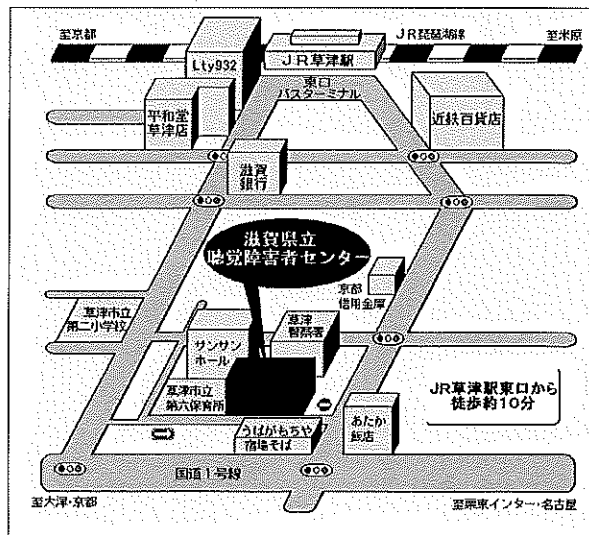 至京都
JR琵琶湖線
至米原
Lty932
JR草津駅
東口
バスターミナル
平和堂
草津店
近鉄百貨店
滋賀
銀行
滋賀県立
聴覚障害者センター
京都
信用金庫
草津市立
第二小学校
サンサン
ホール
草津
警察署
草津市立
第六保育所
JR草津駅東口から
徒歩約10分
うばがもちや
宿場そば
あたか
飯店
国道1号線
至大津・京都
至栗東インター・名古屋